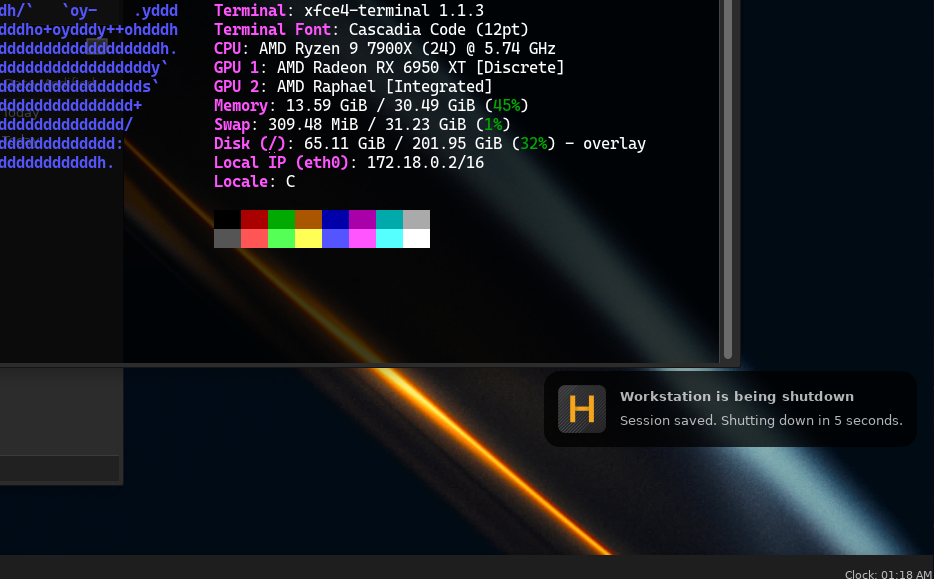 dh/`   `oy-    .yddd   Terminal: xfce4-terminal 1.1.3
dddho+oydddy++ohdddh   Terminal Font: Cascadia Code (12pt)
ddddddddddddddddddh.   CPU: AMD Ryzen 9 7900X (24) @ 5.74 GHz
dddddddddddddddddy`    GPU 1: AMD Radeon RX 6950 XT [Discrete]
ddddddddddddddddds`    GPU 2: AMD Raphael [Integrated]
ddddddddddddddd+       Memory: 13.59 GiB / 30.49 GiB (45%)
dddddddddddddd/        Swap: 309.48 MiB / 31.23 GiB (1%)
ddddddddddddd:         Disk (/): 65.11 GiB / 201.95 GiB (32%) - overlay
dddddddddddh.          Local IP (eth0): 172.18.0.2/16
Locale: C
Today
H
Workstation is being shutdown
Session saved. Shutting down in 5 seconds.
Clock: 01:18 AM